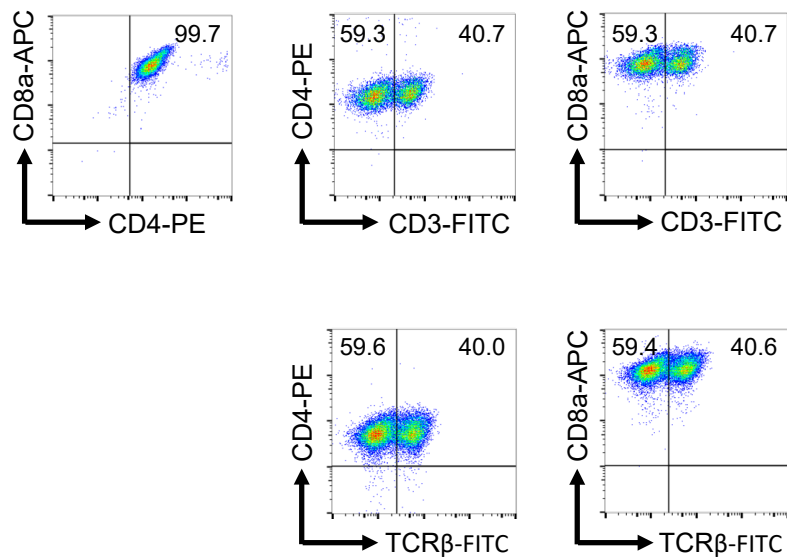 99.7
CD8a-APC
CD4-PE
59.3 40.7
CD4-PE
CD3-FITC
59.3 40.7
CD8a-APC
CD3-FITC
59.6 40.0
CD4-PE
TCRβ-FITC
59.4 40.6
CD8a-APC
TCRβ-FITC